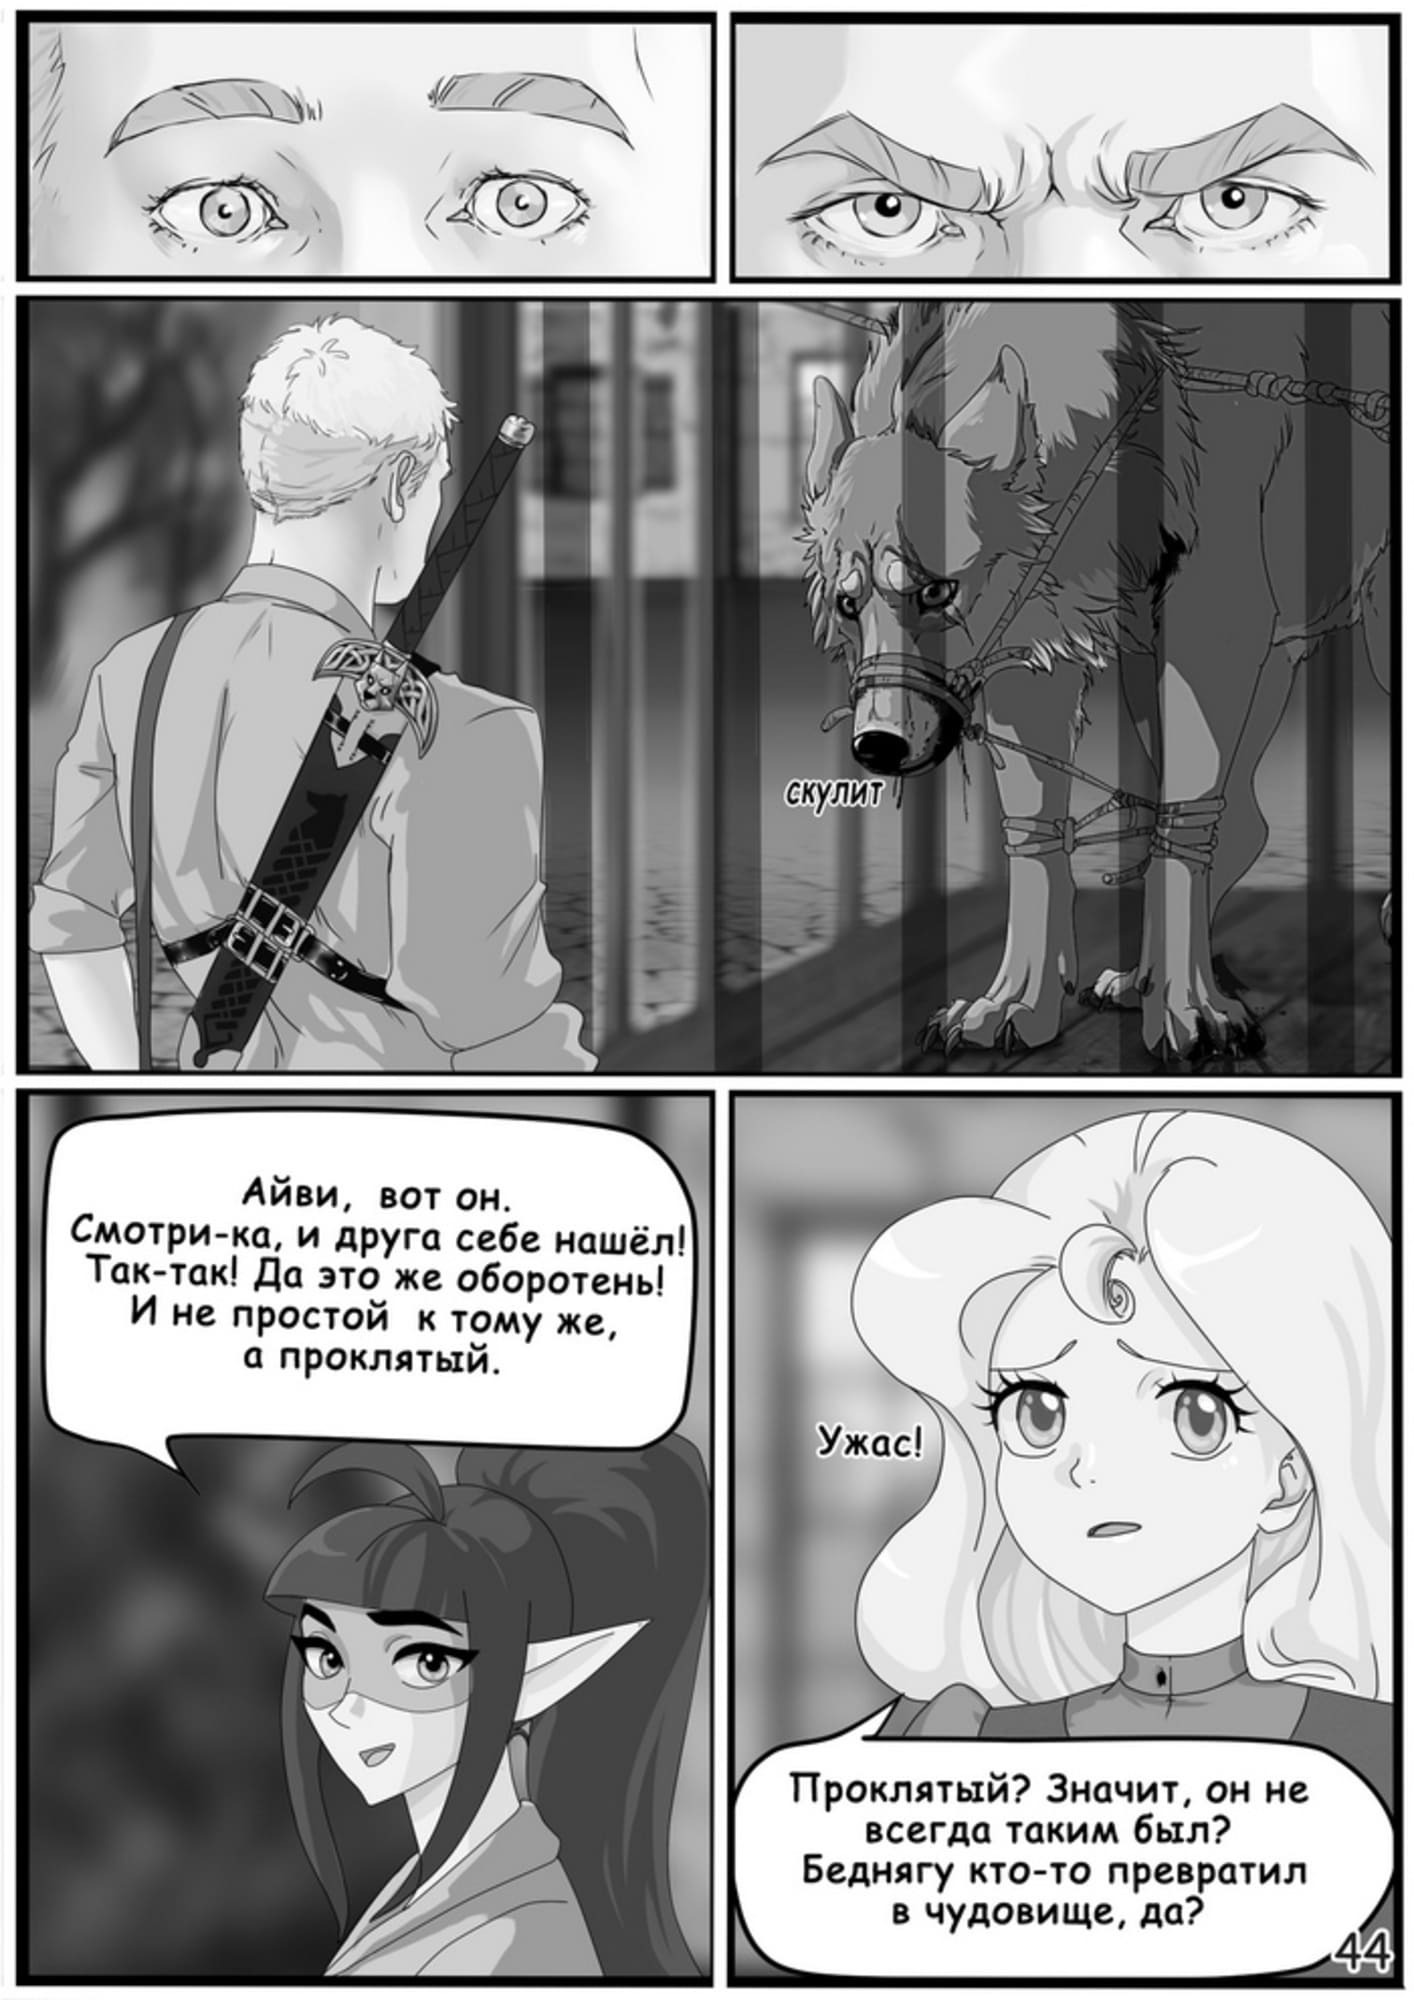 скулит
Айви, вот он.
Смотри-ка, и друга себе нашёл!
Так-так! Да это же оборотень!
И не простой к тому же,
а проклятый.
Ужас!
Проклятый? Значит, он не
всегда таким был?
Беднягу кто-то превратил
в чудовище, да?
44